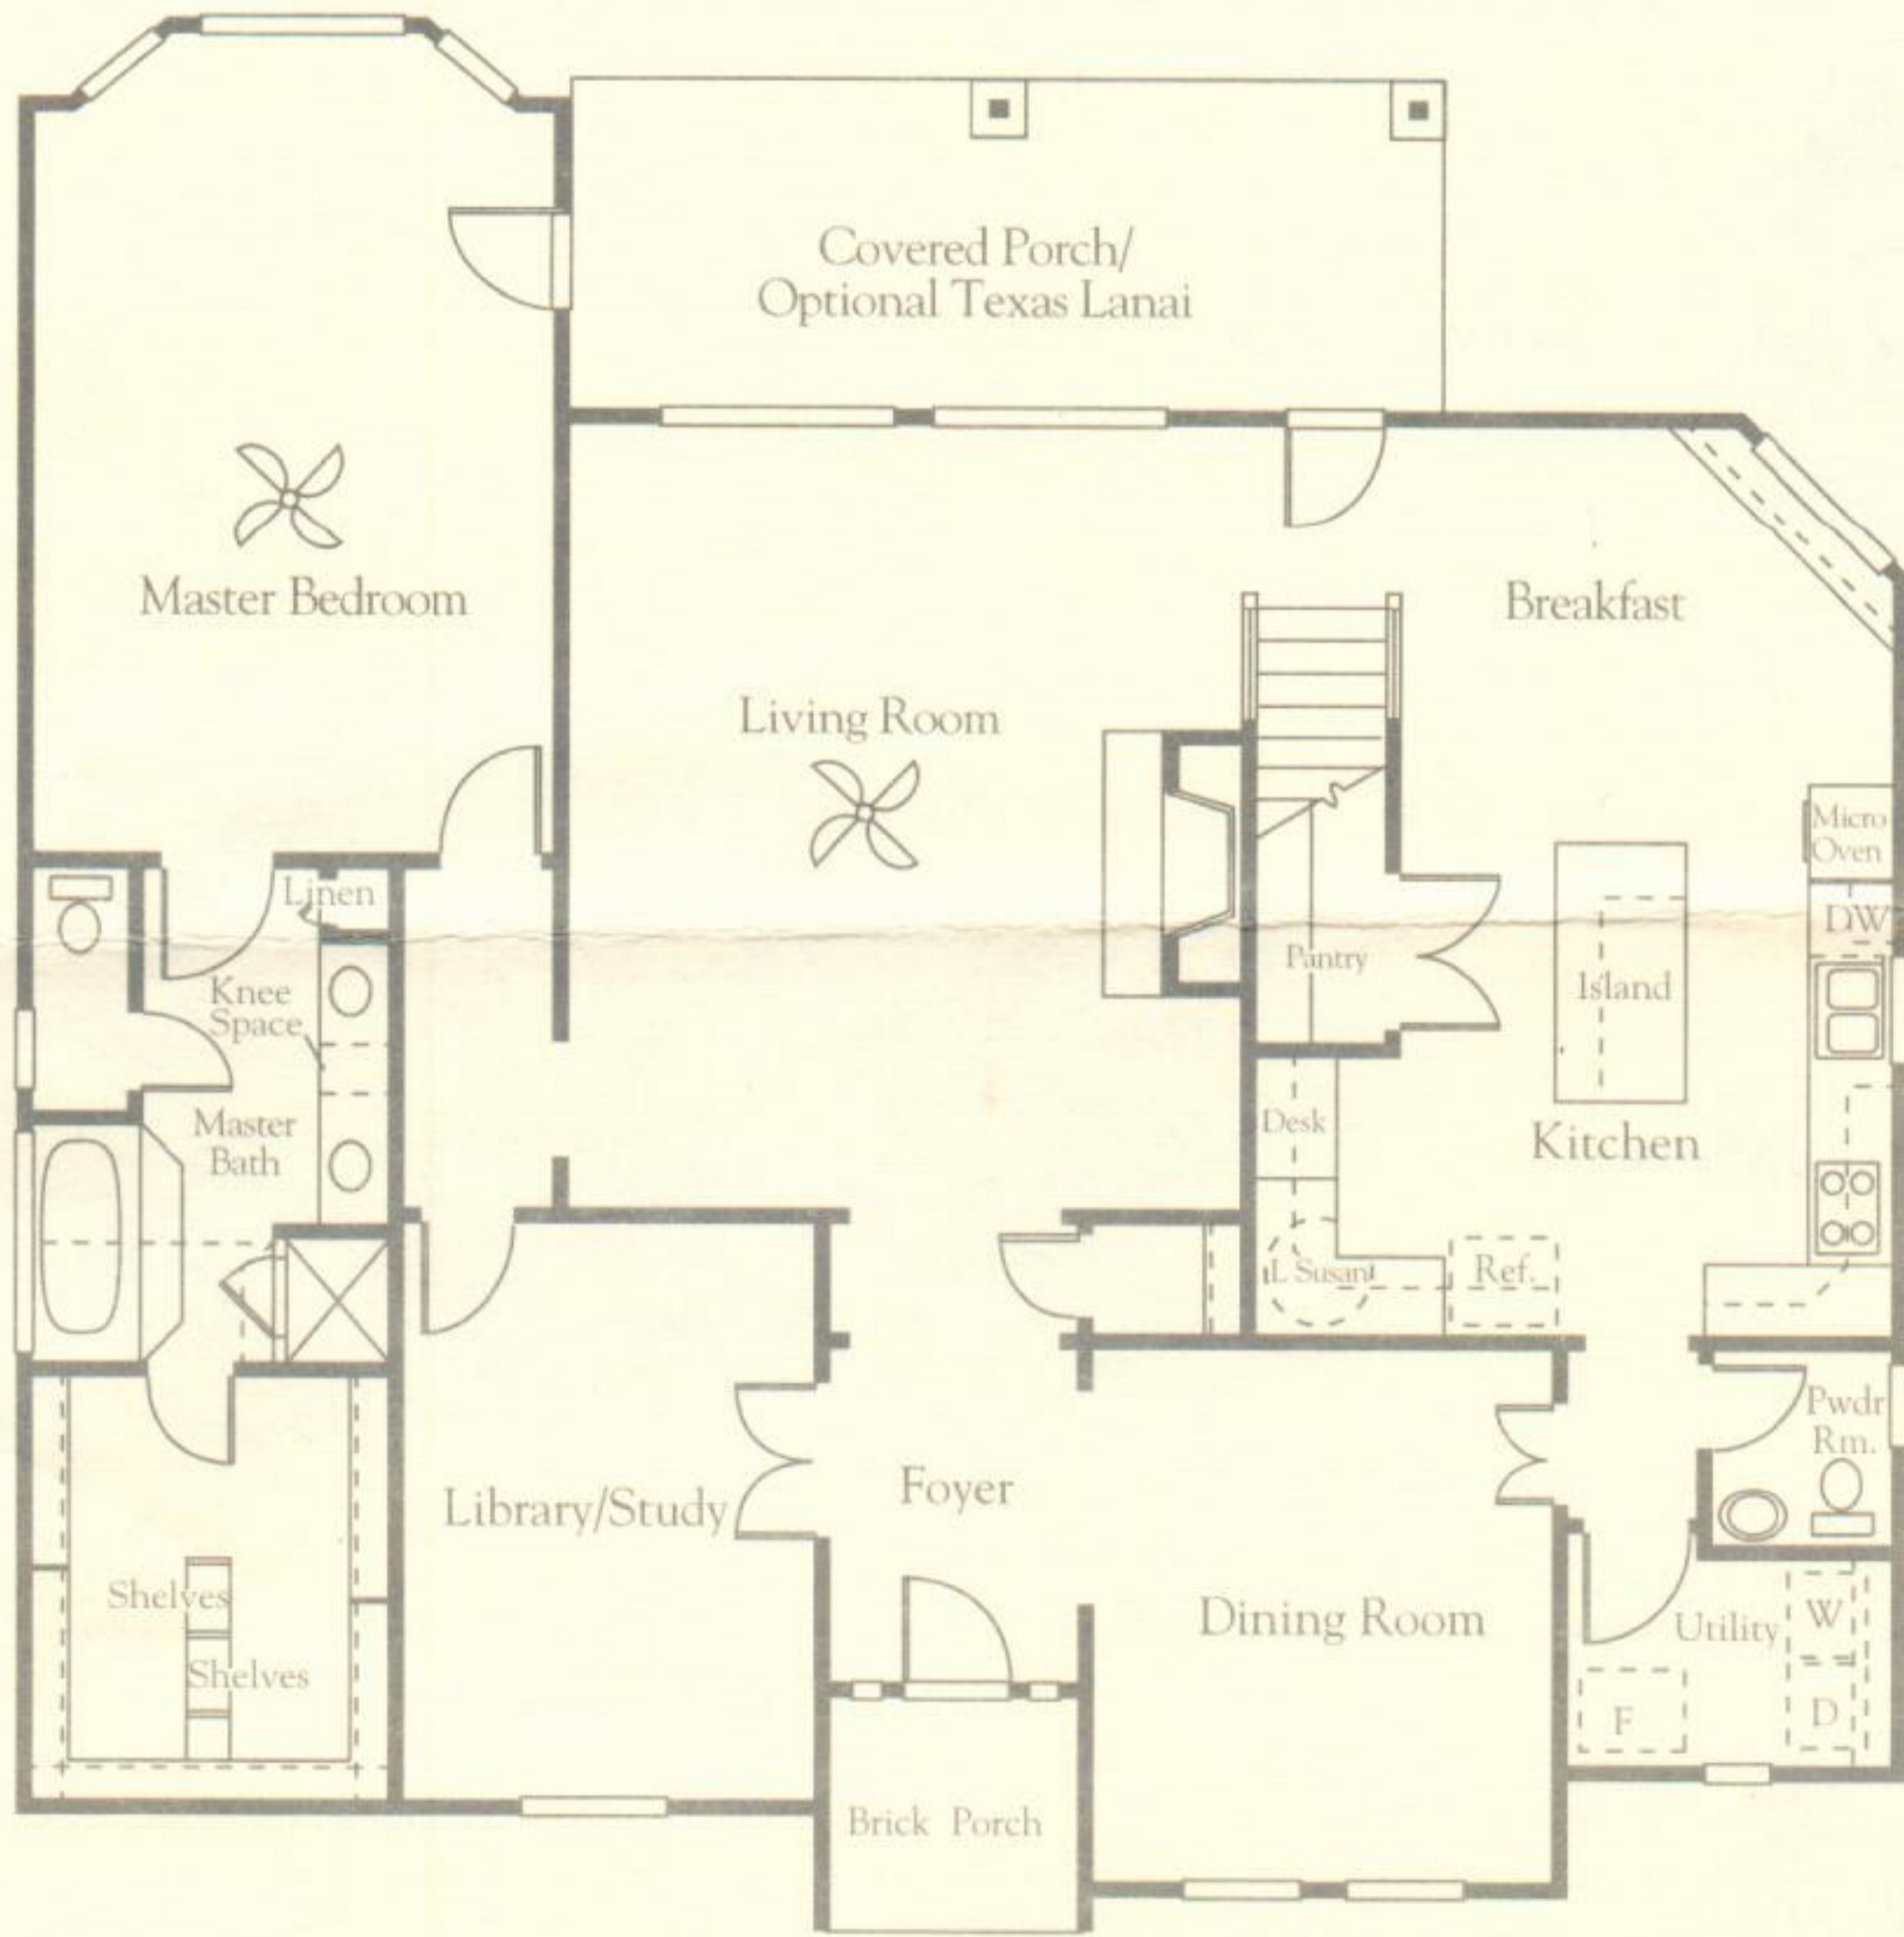 Covered Porch/
Optional Texas Lanai
Master Bedroom
Breakfast
Living Room
Micro
Oven
Linen
DW
Pantry
Knee
Space
Island
Master
Bath
Desk
Kitchen
L Susan
Ref.
Pwdr
Rm.
Library/Study
Foyer
Shelves
Dining Room
W
Utility
Shelves
F
D
Brick Porch